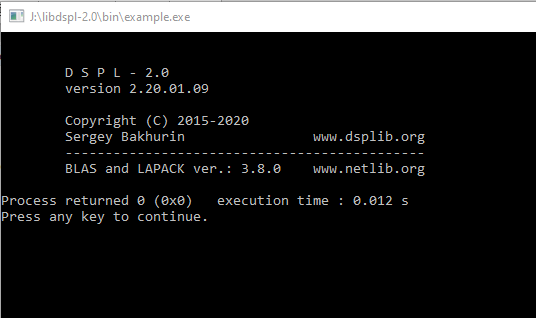 J:\libdspl-2.0\bin\example.exe
D S P L - 2.0
version 2.20.01.09
Copyright (C) 2015-2020
Sergey Bakhurin www.dsplib.org
---------------------------------------------
BLAS and LAPACK ver.: 3.8.0 www.netlib.org
Process returned 0 (0x0) execution time : 0.012 s
Press any key to continue.